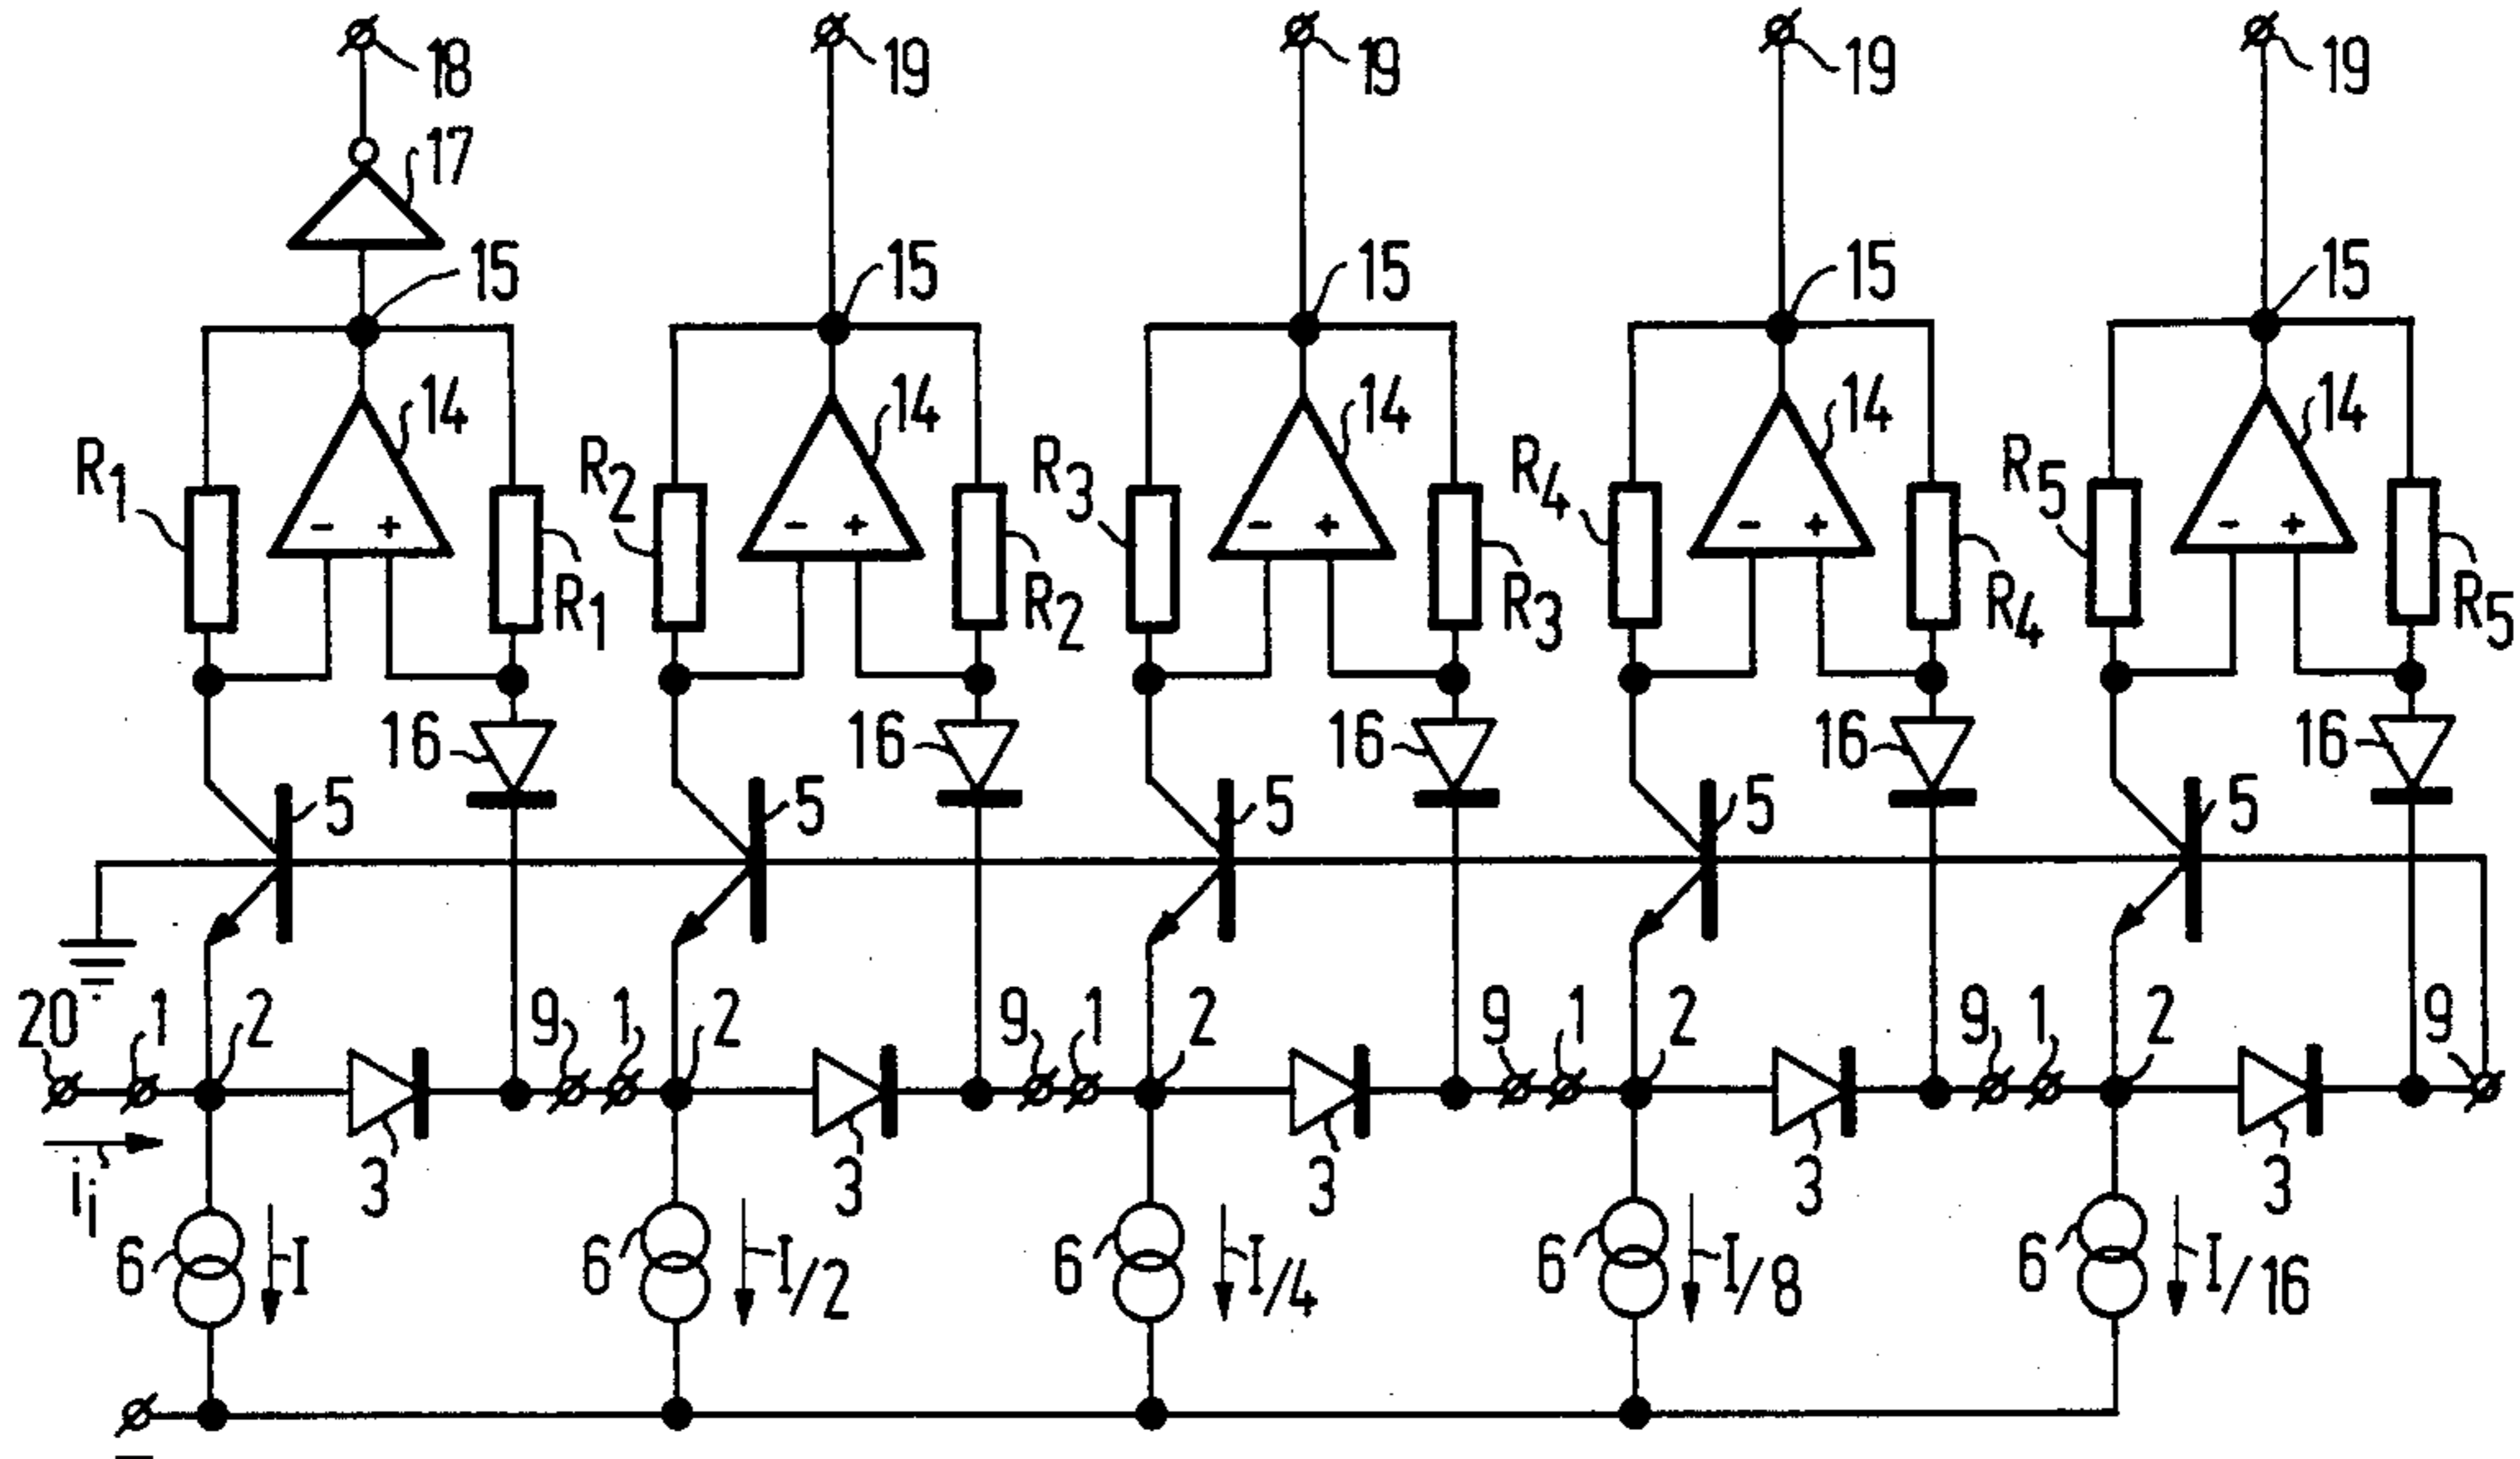 18 19 19 19 19
17
15 15 15 15 15
14 14 14 14 14
R1 R2 R3 R4 R5
- + - + - + - + - +
R1 R2 R3 R4 R5
16 16 16 16 16
5 5 5 5 5
20 1 2 9 1 2 9 1 2 9 1 2 9 1 2 9
3 3 3 3 3
ii
6 I 6 I/2 6 I/4 6 I/8 6 I/16
–